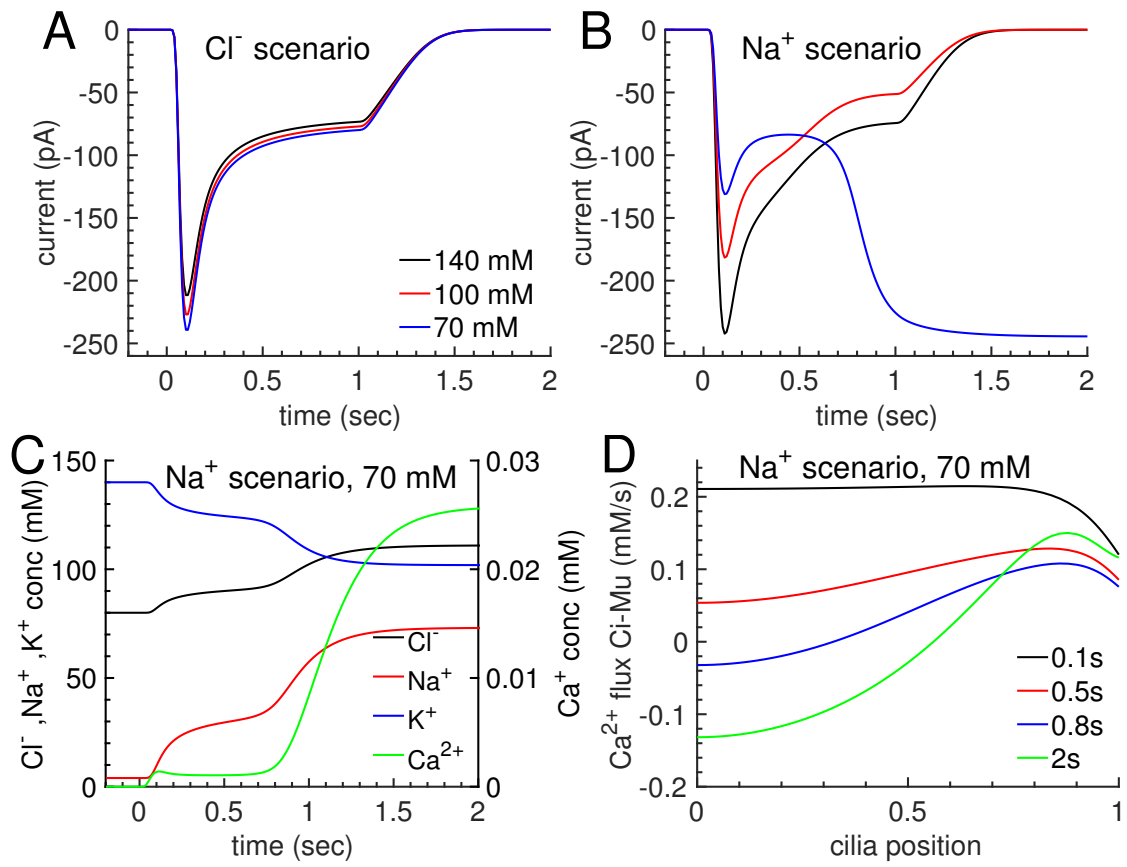 A
Cl⁻ scenario
0
-50
-100
-150
-200
-250
current (pA)
140 mM
100 mM
70 mM
0 0.5 1 1.5 2
time (sec)
B
Na⁺ scenario
0
-50
-100
-150
-200
-250
current (pA)
0 0.5 1 1.5 2
time (sec)
C
Na⁺ scenario, 70 mM
150
100
50
0
Cl⁻ ,Na⁺ ,K⁺ conc (mM)
0.03
0.02
0.01
0
Ca⁺ conc (mM)
Cl⁻
Na⁺
K⁺
Ca²⁺
0 0.5 1 1.5 2
time (sec)
D
Na⁺ scenario, 70 mM
0.2
0.1
0
-0.1
-0.2
Ca²⁺ flux Ci-Mu (mM/s)
0.1s
0.5s
0.8s
2s
0 0.5 1
cilia position